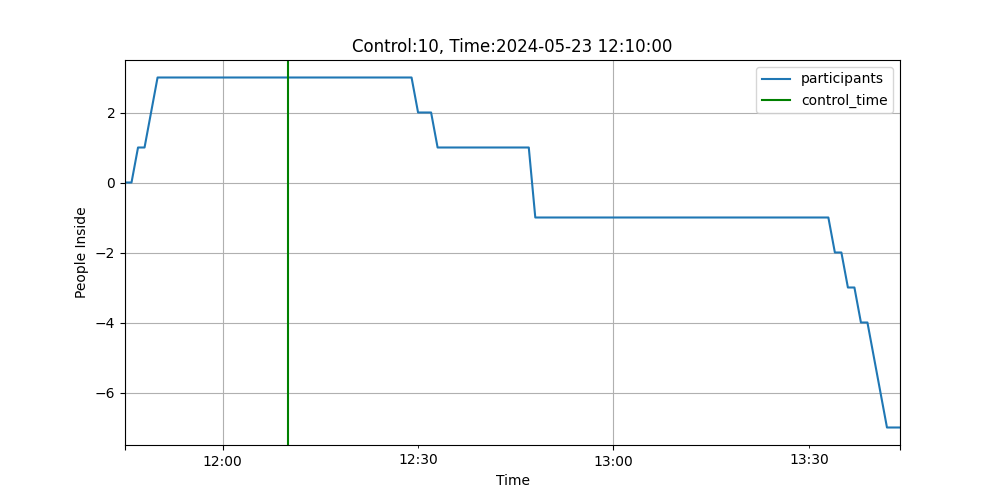 Control:10, Time:2024-05-23 12:10:00
participants
control_time
2
0
−2
−4
−6
People Inside
12:00
12:30
13:00
13:30
Time